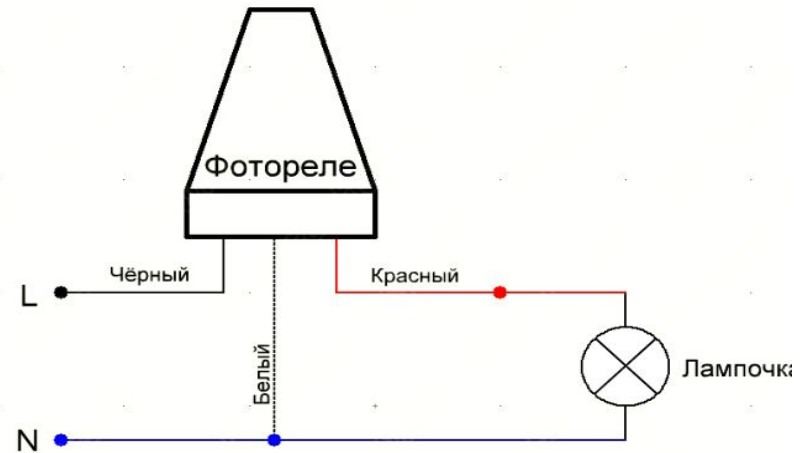 Фотореле
Чёрный
Красный
L
Белый
Лампочка
N